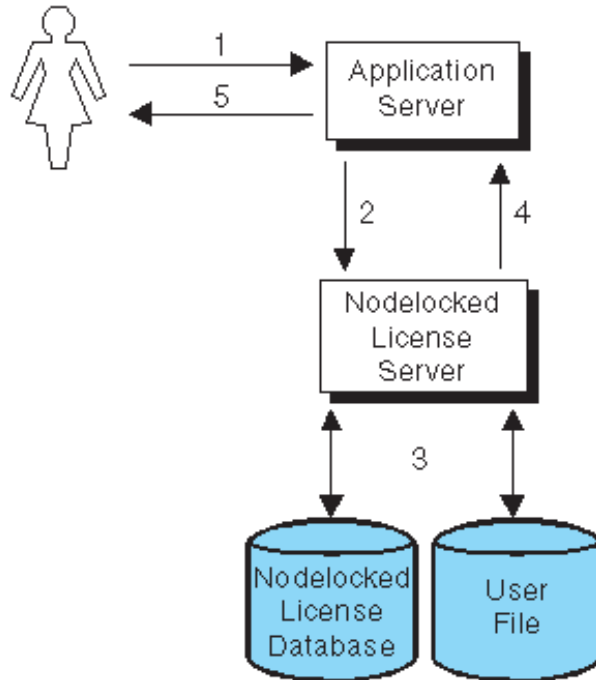 1
Application
Server
5
2
4
Nodelocked
License
Server
3
Nodelocked
License
Database
User
File